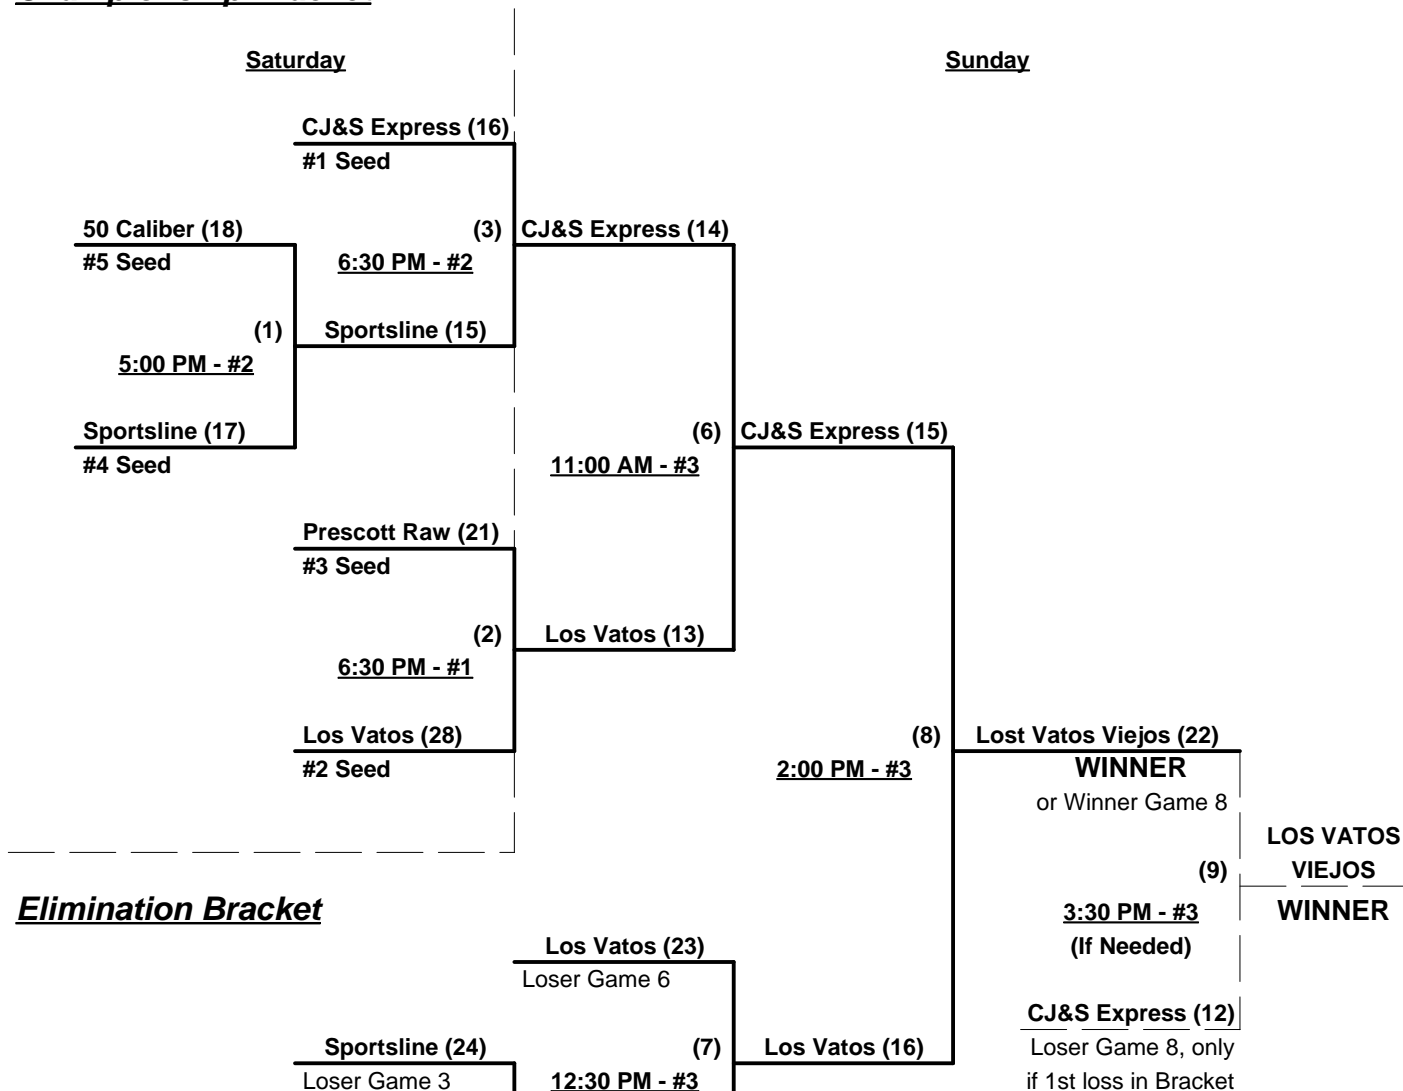 Saturday
Sunday
CJ&S Express (16)
#1 Seed
50 Caliber (18)
#5 Seed
(3)
6:30 PM - #2
CJ&S Express (14)
(1)
5:00 PM - #2
Sportsline (15)
Sportsline (17)
#4 Seed
(6)
11:00 AM - #3
CJ&S Express (15)
Prescott Raw (21)
#3 Seed
(2)
6:30 PM - #1
Los Vatos (13)
Los Vatos (28)
#2 Seed
(8)
2:00 PM - #3
Lost Vatos Viejos (22)
WINNER
or Winner Game 8
LOS VATOS
VIEJOS
WINNER
(9)
3:30 PM - #3
(If Needed)
Elimination Bracket
Los Vatos (23)
Loser Game 6
CJ&S Express (12)
Loser Game 8, only
if 1st loss in Bracket
Sportsline (24)
Loser Game 3
(7)
12:30 PM - #3
Los Vatos (16)